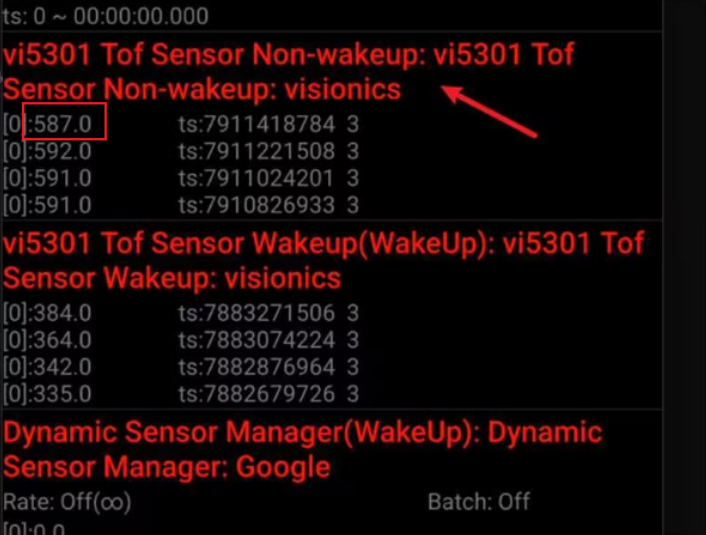 ts: 0 ~ 00:00:00.000
vi5301 Tof Sensor Non-wakeup: vi5301 Tof
Sensor Non-wakeup: visionics
[0]:587.0 ts:7911418784 3
[0]:592.0 ts:7911221508 3
[0]:591.0 ts:7911024201 3
[0]:591.0 ts:7910826933 3
vi5301 Tof Sensor Wakeup(WakeUp): vi5301 Tof
Sensor Wakeup: visionics
[0]:384.0 ts:7883271506 3
[0]:364.0 ts:7883074224 3
[0]:342.0 ts:7882876964 3
[0]:335.0 ts:7882679726 3
Dynamic Sensor Manager(WakeUp): Dynamic
Sensor Manager: Google
Rate: Off(∞) Batch: Off
[0]:0.0